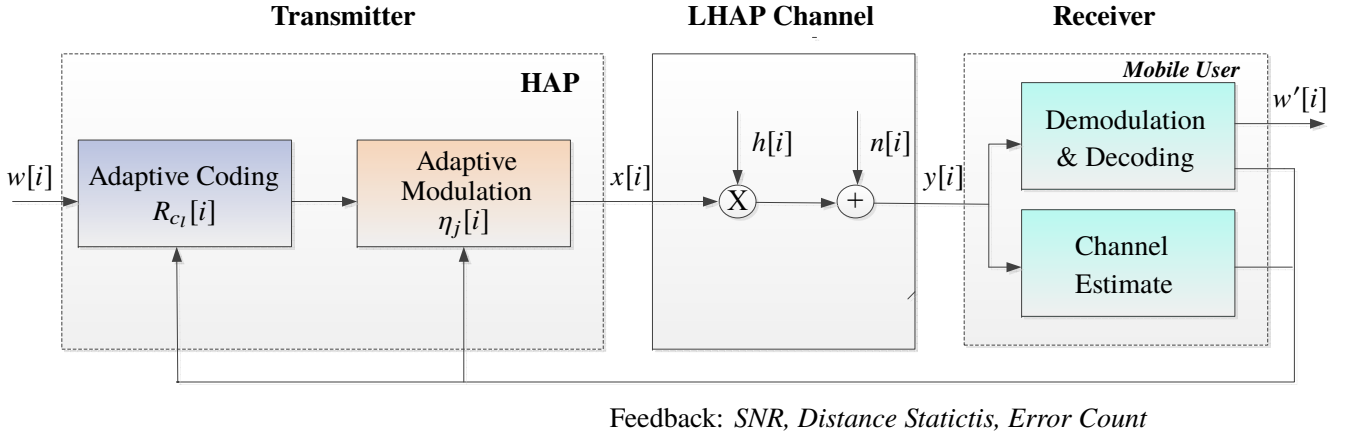 Transmitter
LHAP Channel
Receiver
HAP
Mobile User
w[i]
Adaptive Coding
R_{c_l}[i]
Adaptive
Modulation
η_j[i]
x[i]
h[i]
X
n[i]
+
y[i]
Demodulation
& Decoding
w′[i]
Channel
Estimate
Feedback: SNR, Distance Statictis, Error Count